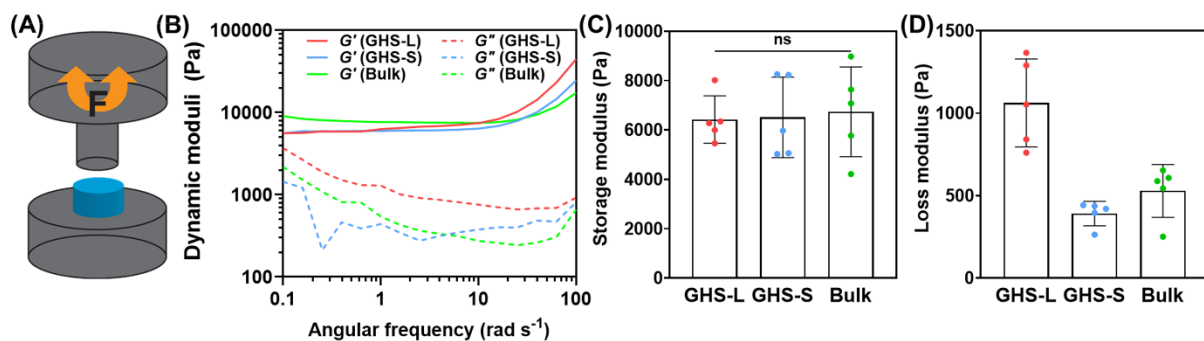 (A)
F
(B)
Dynamic moduli (Pa)
100000
10000
1000
100
G′ (GHS-L)
G′ (GHS-S)
G′ (Bulk)
G″ (GHS-L)
G″ (GHS-S)
G″ (Bulk)
0.1
1
10
100
Angular frequency (rad s⁻¹)
(C)
Storage modulus (Pa)
10000
8000
6000
4000
2000
0
ns
GHS-L
GHS-S
Bulk
(D)
Loss modulus (Pa)
1500
1000
500
0
GHS-L
GHS-S
Bulk